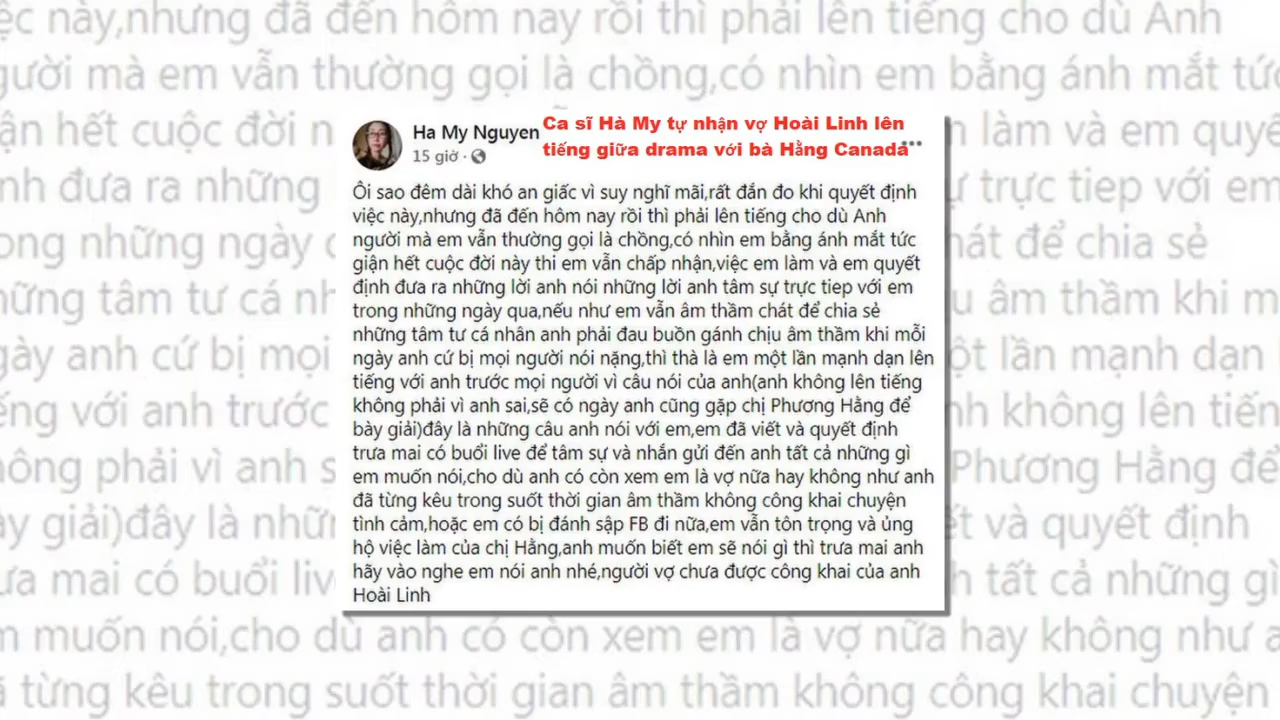 Ha My Nguyen
15 giờ
Ca sĩ Hà My tự nhận vợ Hoài Linh lên
tiếng giữa drama với bà Hằng Canada
Ôi sao đêm dài khó an giấc vì suy nghĩ mãi,rất đắn đo khi quyết định
việc này,nhưng đã đến hôm nay rồi thì phải lên tiếng cho dù Anh
người mà em vẫn thường gọi là chồng,có nhìn em bằng ánh mắt tức
giận hết cuộc đời này thi em vẫn chấp nhận,việc em làm và em quyết
định đưa ra những lời anh nói những lời anh tâm sự trực tiep với em
trong những ngày qua,nếu như em vẫn âm thầm chát để chia sẻ
những tâm tư cá nhân anh phải đau buồn gánh chịu âm thầm khi mỗi
ngày anh cứ bị mọi người nói nặng,thì thà là em một lần mạnh dạn lên
tiếng với anh trước mọi người vì câu nói của anh(anh không lên tiếng
không phải vì anh sai,sẽ có ngày anh cũng gặp chị Phương Hằng để
bày giải)đây là những câu anh nói với em,em đã viết và quyết định
trưa mai có buổi live để tâm sự và nhắn gửi đến anh tất cả những gì
em muốn nói,cho dù anh có còn xem em là vợ nữa hay không như anh
đã từng kêu trong suốt thời gian âm thầm không công khai chuyện
tình cảm,hoặc em có bị đánh sập FB đi nữa,em vẫn tôn trọng và ủng
hộ việc làm của chị Hằng,anh muốn biết em sẽ nói gì thì trưa mai anh
hãy vào nghe em nói anh nhé,người vợ chưa được công khai của anh
Hoài Linh